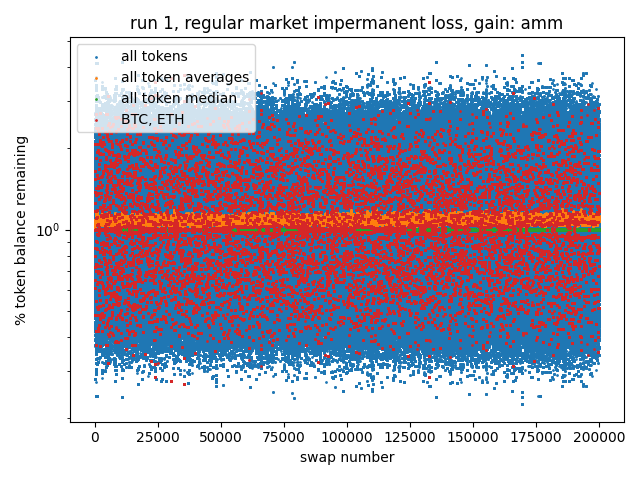 run 1, regular market impermanent loss, gain: amm
all tokens
all token averages
all token median
BTC, ETH
% token balance remaining
10^0
0 25000 50000 75000 100000 125000 150000 175000 200000
swap number